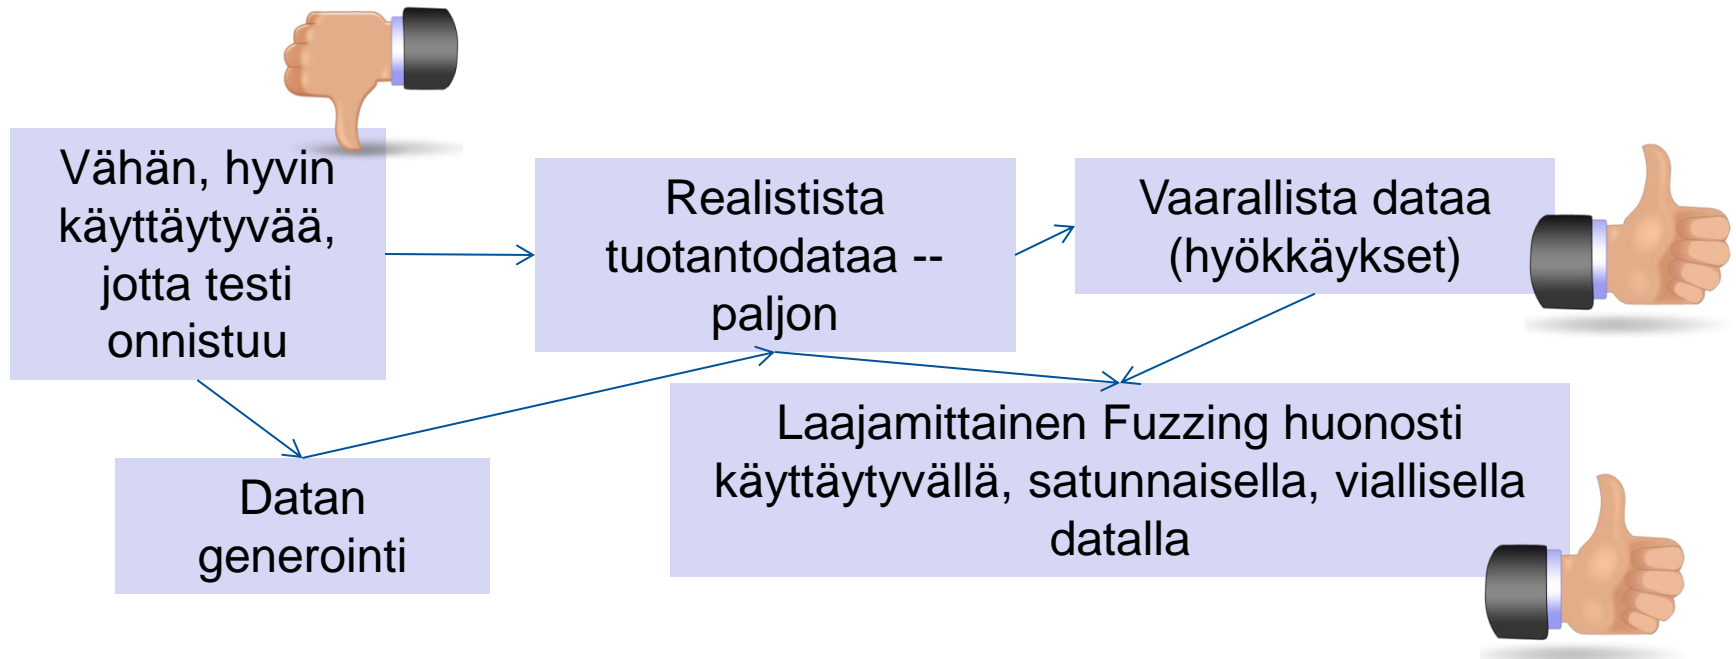 Vähän, hyvin
käyttäytyvää,
jotta testi
onnistuu
Realistista
tuotantodataa --
paljon
Vaarallista dataa
(hyökkäykset)
Datan
generointi
Laajamittainen Fuzzing huonosti
käyttäytyvällä, satunnaisella, viallisella
datalla